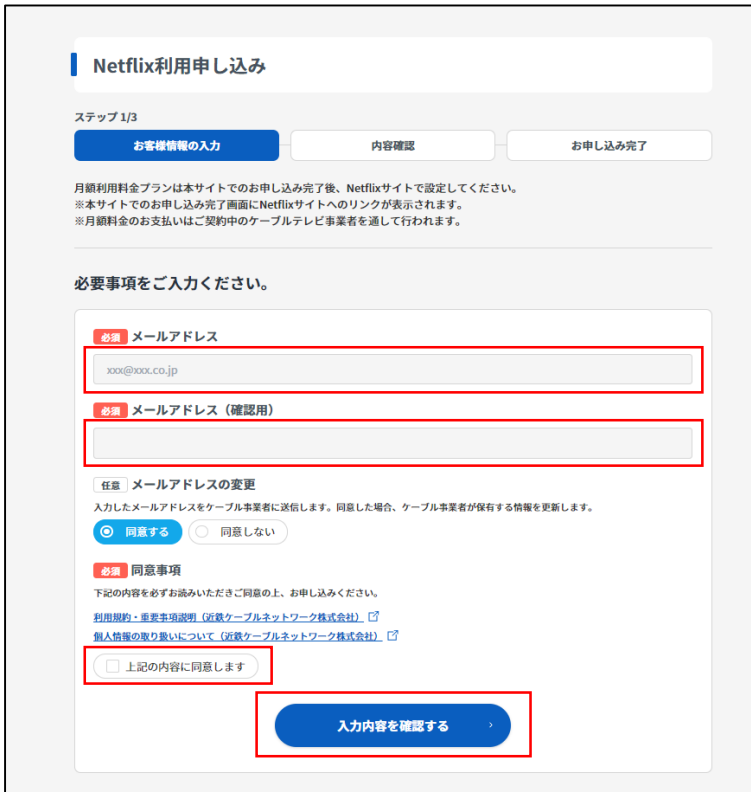 Netflix利用申し込み
ステップ 1/3
お客様情報の入力
内容確認
お申し込み完了
月額利用料金プランは本サイトでのお申し込み完了後、Netflixサイトで設定してください。
※本サイトでのお申し込み完了画面にNetflixサイトへのリンクが表示されます。
※月額料金のお支払いはご契約中のケーブルテレビ事業者を通して行われます。
必要事項をご入力ください。
必須 メールアドレス
xxx@xxx.co.jp
必須 メールアドレス（確認用）
任意 メールアドレスの変更
入力したメールアドレスをケーブル事業者に送信します。同意した場合、ケーブル事業者が保有する情報を更新します。
同意する 同意しない
必須 同意事項
下記の内容を必ずお読みいただきご同意の上、お申し込みください。
利用規約・重要事項説明（近鉄ケーブルネットワーク株式会社）
個人情報の取り扱いについて（近鉄ケーブルネットワーク株式会社）
上記の内容に同意します
入力内容を確認する